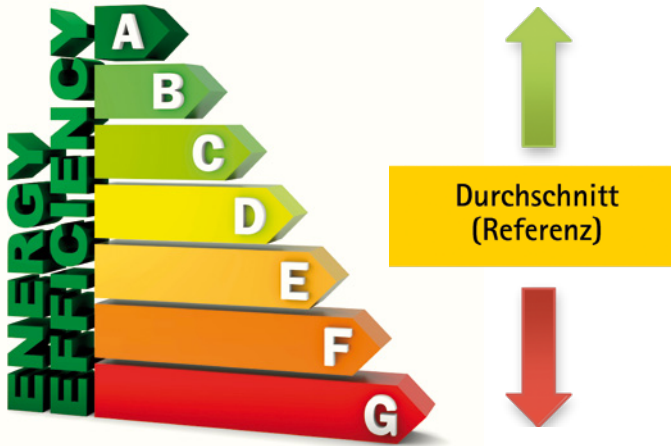 ENERGY
EFFICIENCY
A
B
C
D
E
F
G
Durchschnitt
(Referenz)